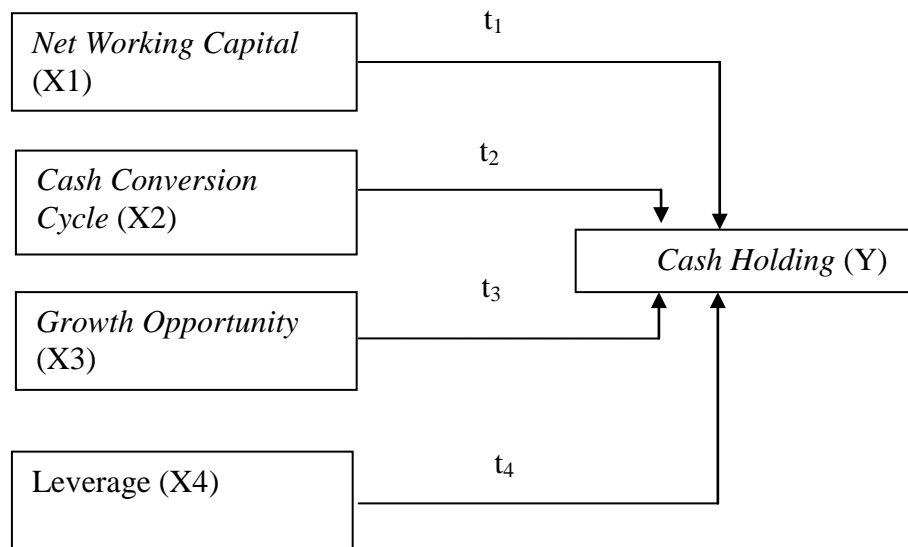 t₁
Net Working Capital
(X1)
t₂
Cash Conversion
Cycle (X2)
Cash Holding (Y)
t₃
Growth Opportunity
(X3)
t₄
Leverage (X4)